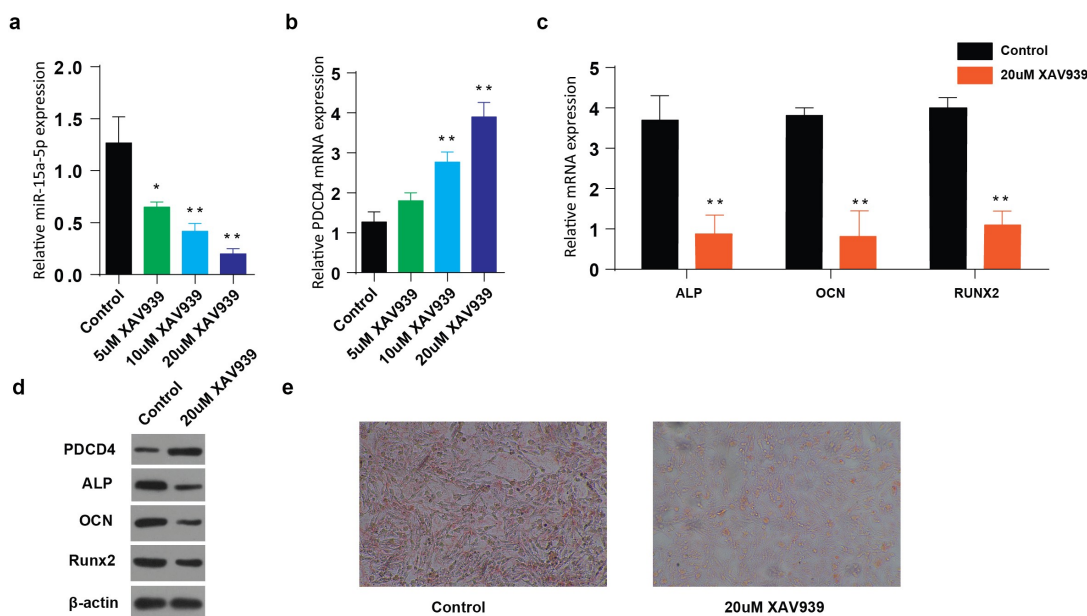 a
Relative miR-15a-5p expression
2.0
1.5
1.0
0.5
0.0
*
**
**
Control
5uM XAV939
10uM XAV939
20uM XAV939
b
Relative PDCD4 mRNA expression
5
4
3
2
1
0
**
**
Control
5uM XAV939
10uM XAV939
20uM XAV939
c
Control
20uM XAV939
Relative mRNA expression
5
4
3
2
1
0
**
**
**
ALP
OCN
RUNX2
d
Control
20uM XAV939
PDCD4
ALP
OCN
Runx2
β-actin
e
Control
20uM XAV939